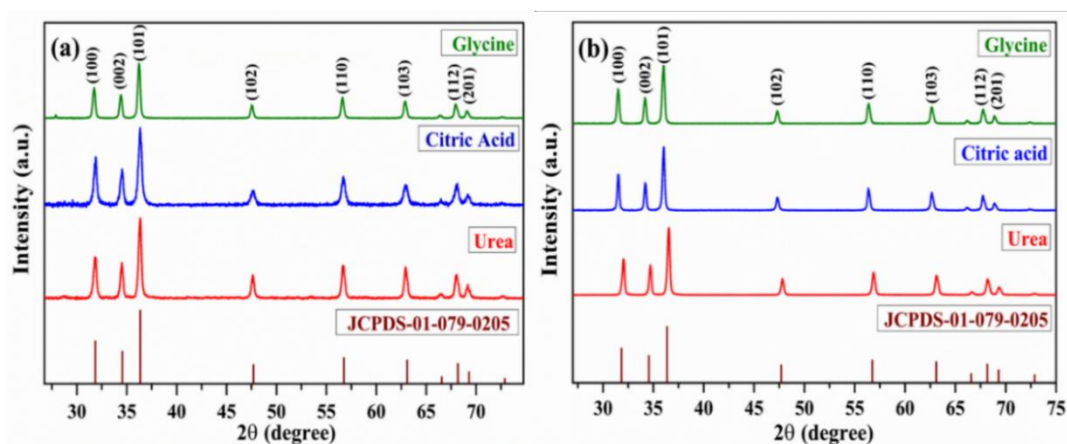 (a)
Glycine
(100)
(002)
(101)
(102)
(110)
(103)
(112)
(201)
Citric Acid
Urea
JCPDS-01-079-0205
Intensity (a.u.)
30 35 40 45 50 55 60 65 70
2θ (degree)
(b)
Glycine
(100)
(002)
(101)
(102)
(110)
(103)
(112)
(201)
Citric acid
Urea
JCPDS-01-079-0205
Intensity (a.u.)
30 35 40 45 50 55 60 65 70 75
2θ (degree)